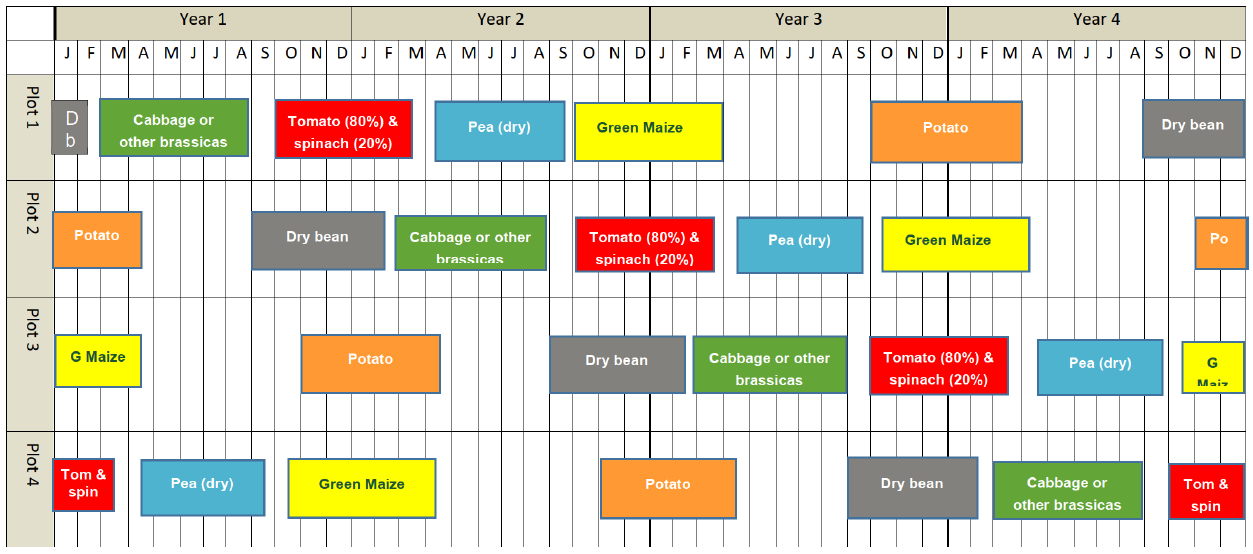 Year 1 Year 2 Year 3 Year 4
J F M A M J J A S O N D J F M A M J J A S O N D J F M A M J J A S O N D J F M A M J J A S O N D
Plot 1
D
b
Cabbage or
other brassicas
Tomato (80%) &
spinach (20%)
Pea (dry)
Green Maize
Potato
Dry bean
Plot 2
Potato
Dry bean
Cabbage or other
brassicas
Tomato (80%) &
spinach (20%)
Pea (dry)
Green Maize
Po
Plot 3
G Maize
Potato
Dry bean
Cabbage or other
brassicas
Tomato (80%) &
spinach (20%)
Pea (dry)
G
Maiz
Plot 4
Tom &
spin
Pea (dry)
Green Maize
Potato
Dry bean
Cabbage or
other brassicas
Tom &
spin